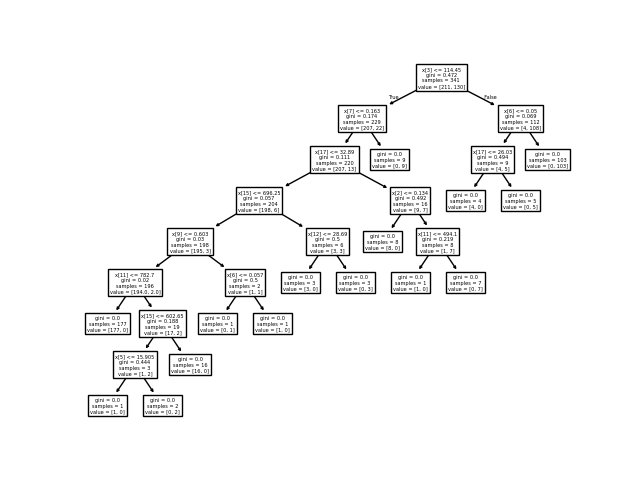 x[3] <= 114.45
gini = 0.472
samples = 341
value = [211, 130]
True
False
x[7] <= 0.163
gini = 0.174
samples = 229
value = [207, 22]
x[6] <= 0.05
gini = 0.069
samples = 112
value = [4, 108]
x[17] <= 32.89
gini = 0.111
samples = 220
value = [207, 13]
gini = 0.0
samples = 9
value = [0, 9]
x[17] <= 26.03
gini = 0.494
samples = 9
value = [4, 5]
gini = 0.0
samples = 103
value = [0, 103]
x[15] <= 696.25
gini = 0.057
samples = 204
value = [198, 6]
x[2] <= 0.134
gini = 0.492
samples = 16
value = [9, 7]
gini = 0.0
samples = 4
value = [4, 0]
gini = 0.0
samples = 5
value = [0, 5]
x[9] <= 0.603
gini = 0.03
samples = 198
value = [195, 3]
x[12] <= 28.69
gini = 0.5
samples = 6
value = [3, 3]
gini = 0.0
samples = 8
value = [8, 0]
x[11] <= 494.1
gini = 0.219
samples = 8
value = [1, 7]
x[11] <= 782.7
gini = 0.02
samples = 196
value = [194.0, 2.0]
x[6] <= 0.057
gini = 0.5
samples = 2
value = [1, 1]
gini = 0.0
samples = 3
value = [3, 0]
gini = 0.0
samples = 3
value = [0, 3]
gini = 0.0
samples = 1
value = [1, 0]
gini = 0.0
samples = 7
value = [0, 7]
gini = 0.0
samples = 177
value = [177, 0]
x[15] <= 602.65
gini = 0.188
samples = 19
value = [17, 2]
gini = 0.0
samples = 1
value = [0, 1]
gini = 0.0
samples = 1
value = [1, 0]
x[5] <= 15.905
gini = 0.444
samples = 3
value = [1, 2]
gini = 0.0
samples = 16
value = [16, 0]
gini = 0.0
samples = 1
value = [1, 0]
gini = 0.0
samples = 2
value = [0, 2]